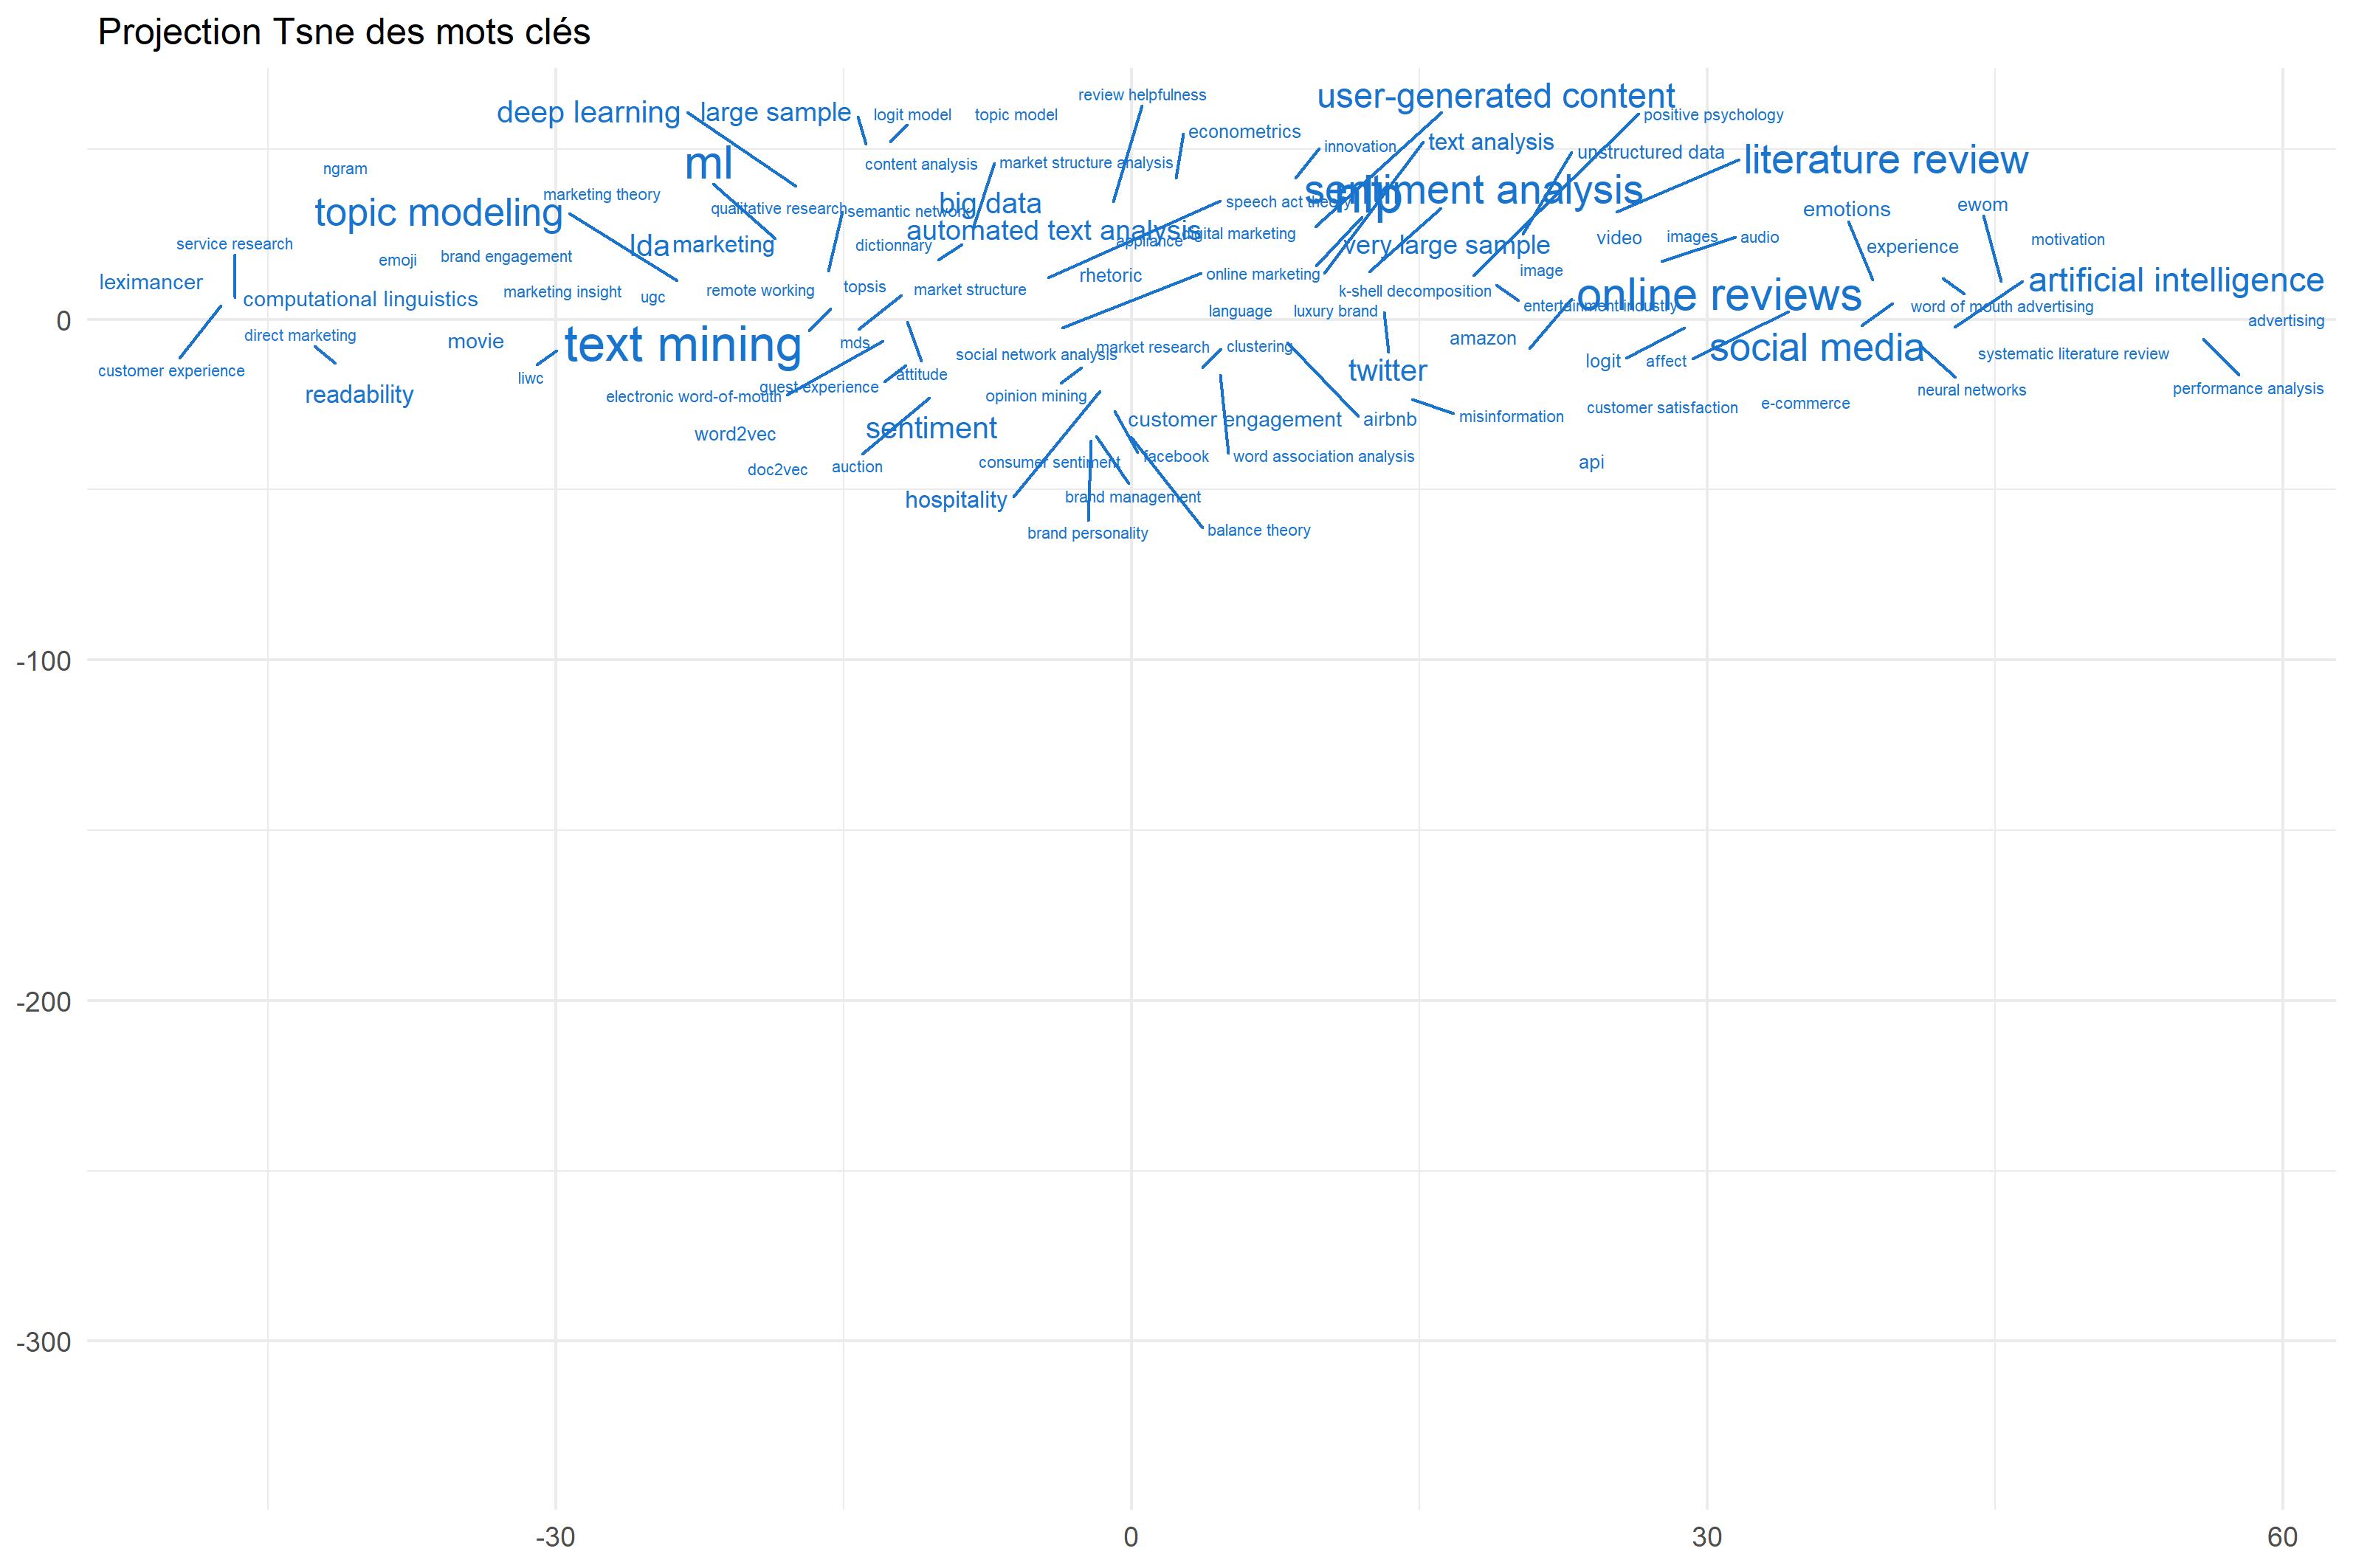 Projection Tsne des mots clés
review helpfulness
user-generated content
deep learning
large sample
logit model
topic model
positive psychology
econometrics
innovation
text analysis
unstructured data
literature review
ml
content analysis
market structure analysis
ngram
marketing theory
sentiment analysis
nlp
topic modeling
qualitative research
semantic network
big data
speech act theory
emotions
ewom
service research
lda
marketing
dictionnary
automated text analysis
appliance
digital marketing
very large sample
video
images
audio
experience
motivation
leximancer
emoji
brand engagement
rhetoric
online marketing
image
artificial intelligence
computational linguistics
marketing insight
ugc
remote working
topsis
market structure
k-shell decomposition
online reviews
entertainment industry
word of mouth advertising
language
luxury brand
advertising
0
direct marketing
movie
text mining
mds
amazon
social network analysis
market research
clustering
social media
logit
affect
systematic literature review
customer experience
liwc
attitude
twitter
readability
electronic word-of-mouth
guest experience
opinion mining
neural networks
performance analysis
customer satisfaction
e-commerce
word2vec
sentiment
customer engagement
airbnb
misinformation
doc2vec
auction
consumer sentiment
facebook
word association analysis
api
hospitality
brand management
brand personality
balance theory
-100
-200
-300
-30
0
30
60